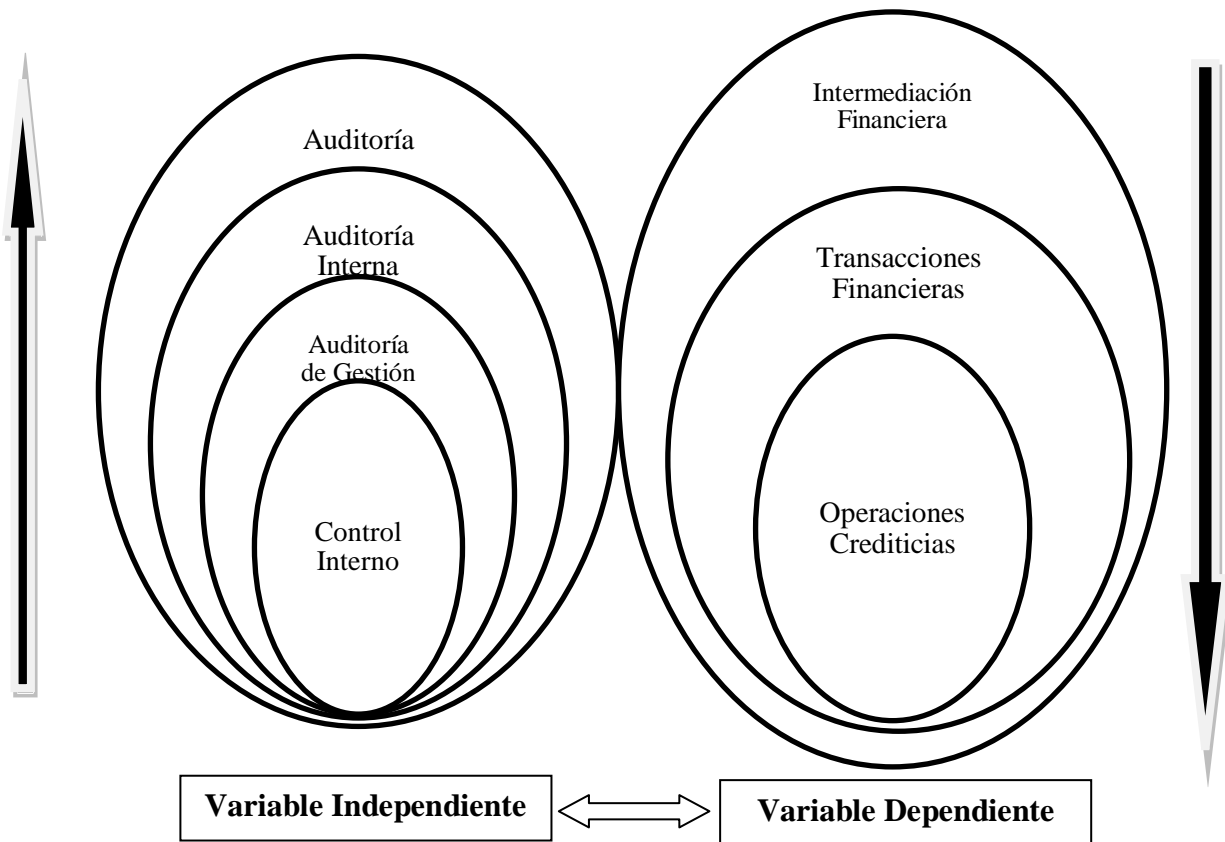 Auditoría
Auditoría
Interna
Auditoría
de Gestión
Control
Interno
Intermediación
Financiera
Transacciones
Financieras
Operaciones
Crediticias
Variable Independiente
Variable Dependiente